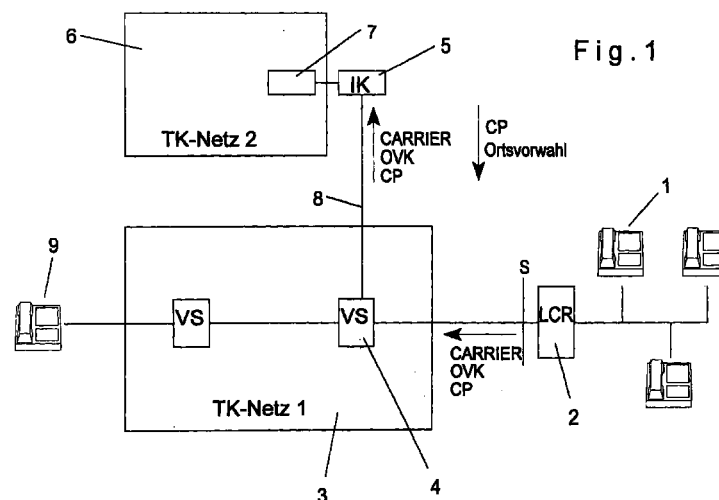 6
7
5
Fig.1
IK
TK-Netz 2
CARRIER
OVK
CP
CP
Ortsvorwahl
8
1
9
S
VS
VS
LCR
CARRIER
OVK
CP
TK-Netz 1
2
3
4